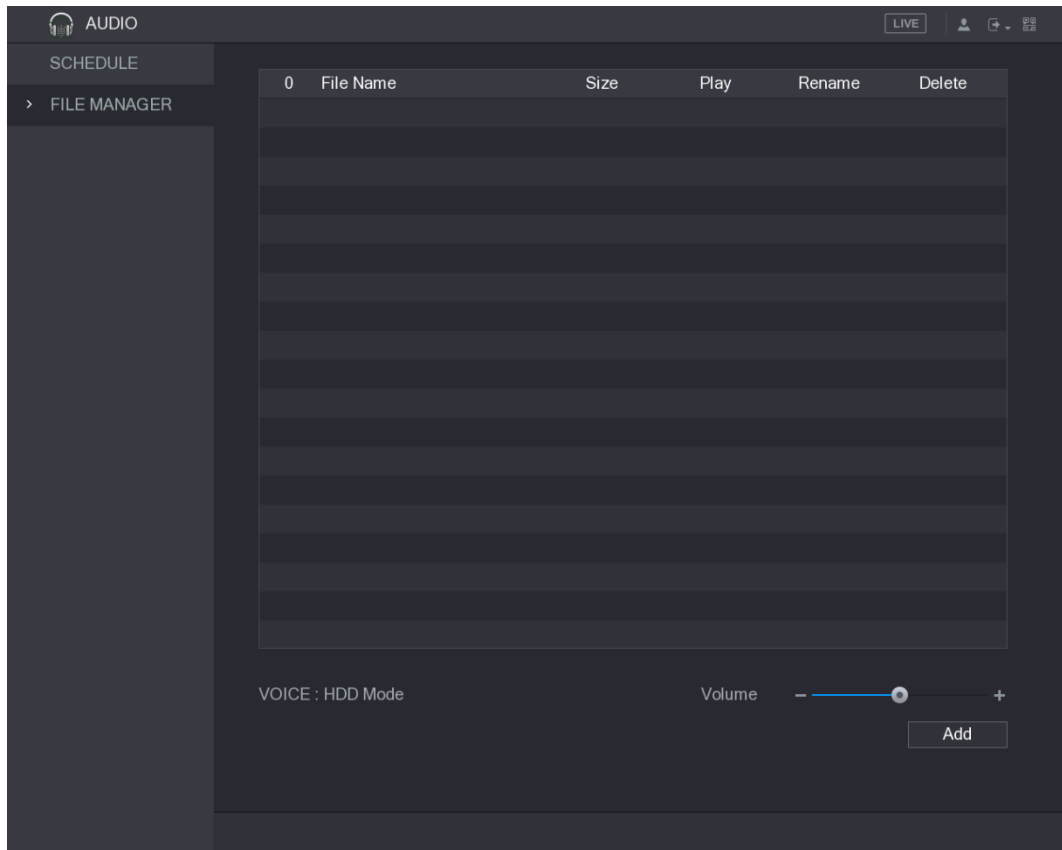 AUDIO LIVE
SCHEDULE
FILE MANAGER
0 File Name Size Play Rename Delete
VOICE : HDD Mode Volume
Add